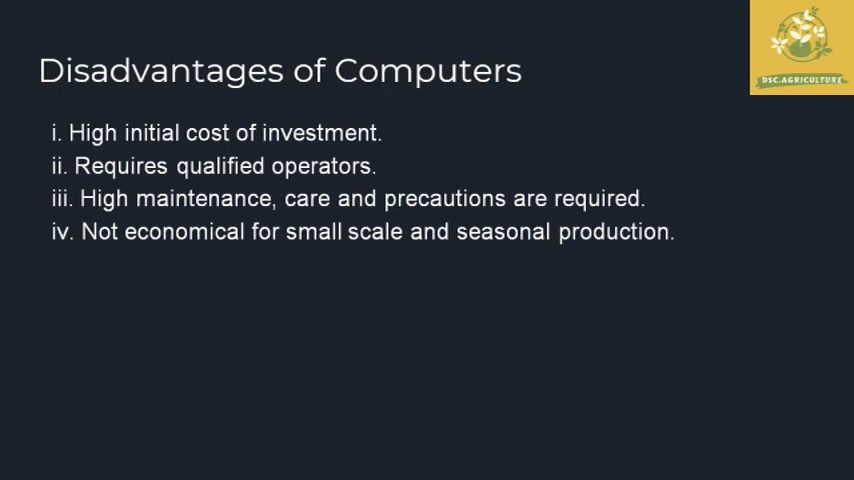 Disadvantages of Computers
DSC.AGRICULTURE
i. High initial cost of investment.
ii. Requires qualified operators.
iii. High maintenance, care and precautions are required.
iv. Not economical for small scale and seasonal production.